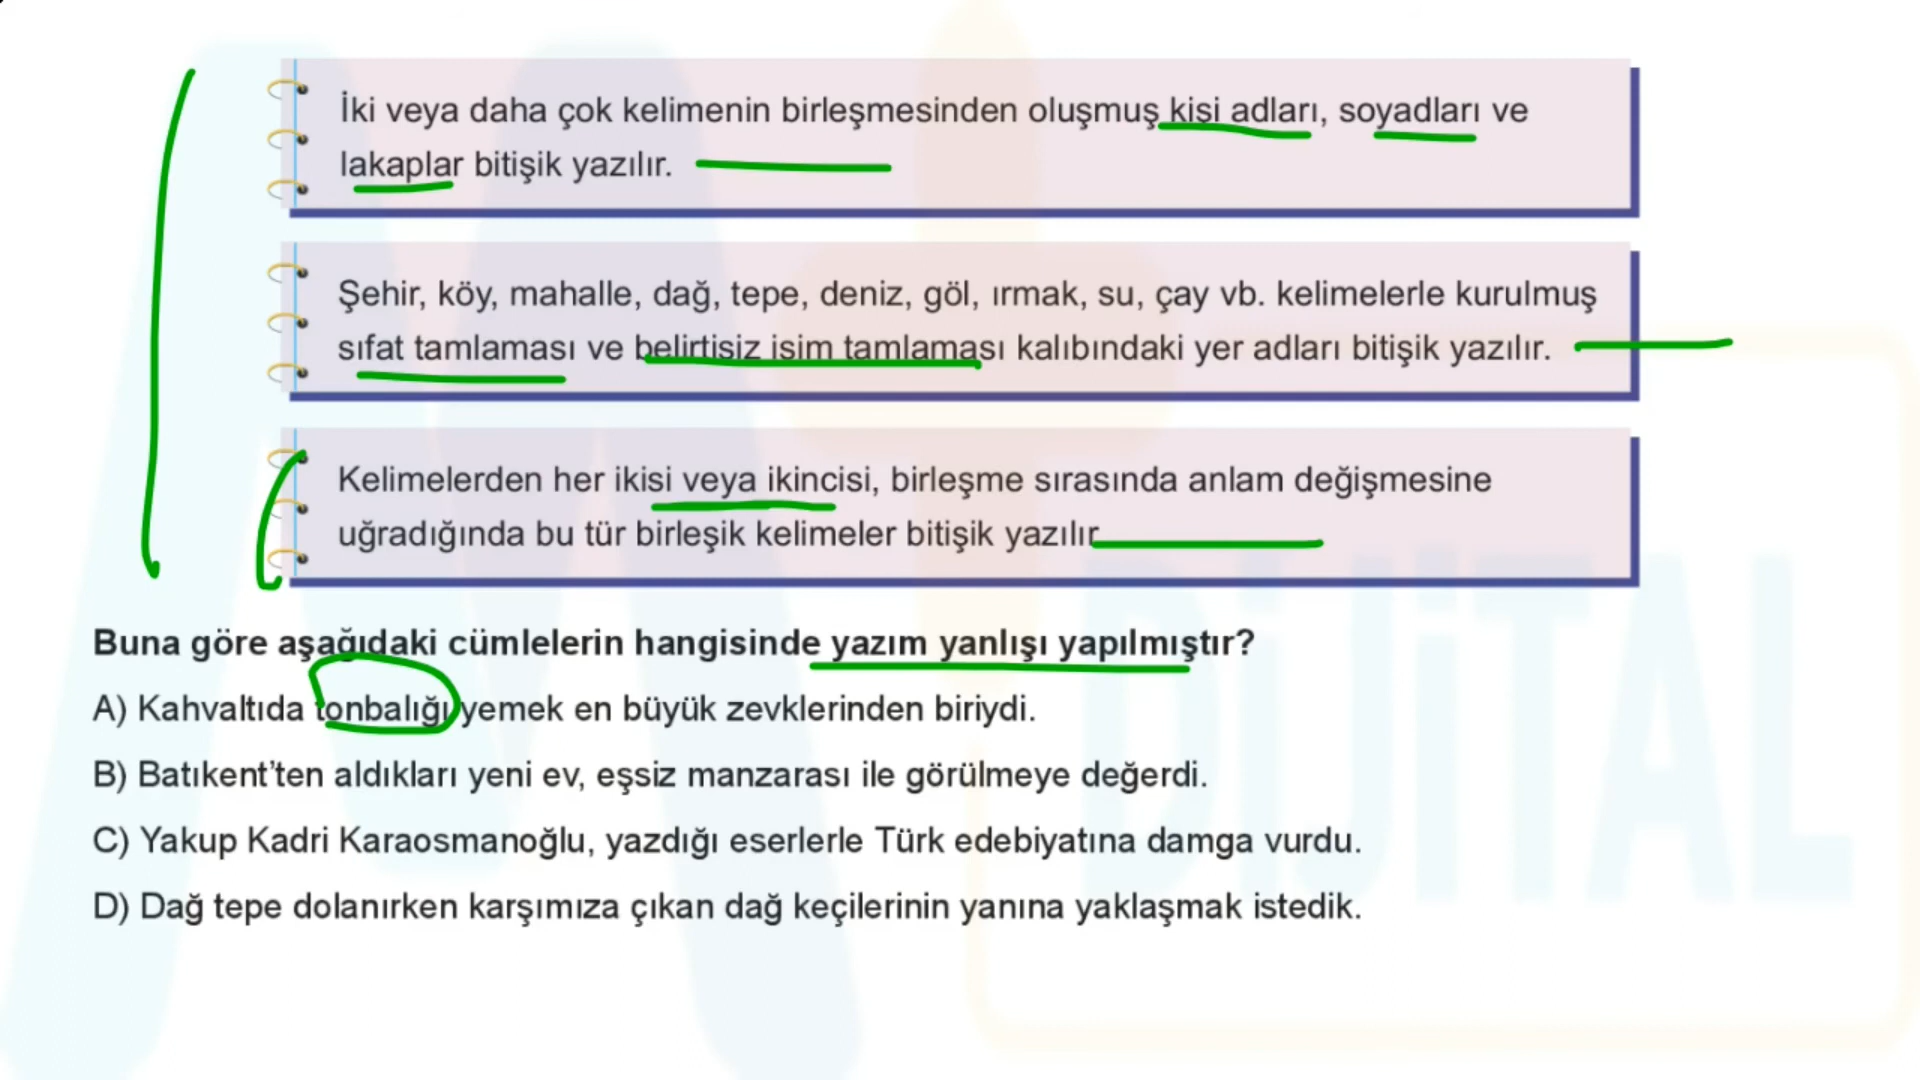 İki veya daha çok kelimenin birleşmesinden oluşmuş kişi adları, soyadları ve
lakaplar bitişik yazılır.
Şehir, köy, mahalle, dağ, tepe, deniz, göl, ırmak, su, çay vb. kelimelerle kurulmuş
sıfat tamlaması ve belirtisiz isim tamlaması kalıbındaki yer adları bitişik yazılır.
Kelimelerden her ikisi veya ikincisi, birleşme sırasında anlam değişmesine
uğradığında bu tür birleşik kelimeler bitişik yazılır
Buna göre aşağıdaki cümlelerin hangisinde yazım yanlışı yapılmıştır?
A) Kahvaltıda tonbalığı yemek en büyük zevklerinden biriydi.
B) Batıkent’ten aldıkları yeni ev, eşsiz manzarası ile görülmeye değerdi.
C) Yakup Kadri Karaosmanoğlu, yazdığı eserlerle Türk edebiyatına damga vurdu.
D) Dağ tepe dolanırken karşımıza çıkan dağ keçilerinin yanına yaklaşmak istedik.
DİJİTAL